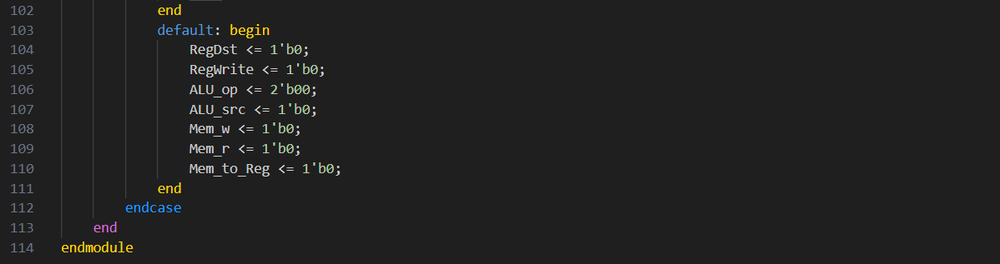 102 end
103 default: begin
104 RegDst <= 1'b0;
105 RegWrite <= 1'b0;
106 ALU_op <= 2'b00;
107 ALU_src <= 1'b0;
108 Mem_w <= 1'b0;
109 Mem_r <= 1'b0;
110 Mem_to_Reg <= 1'b0;
111 end
112 endcase
113 end
114 endmodule